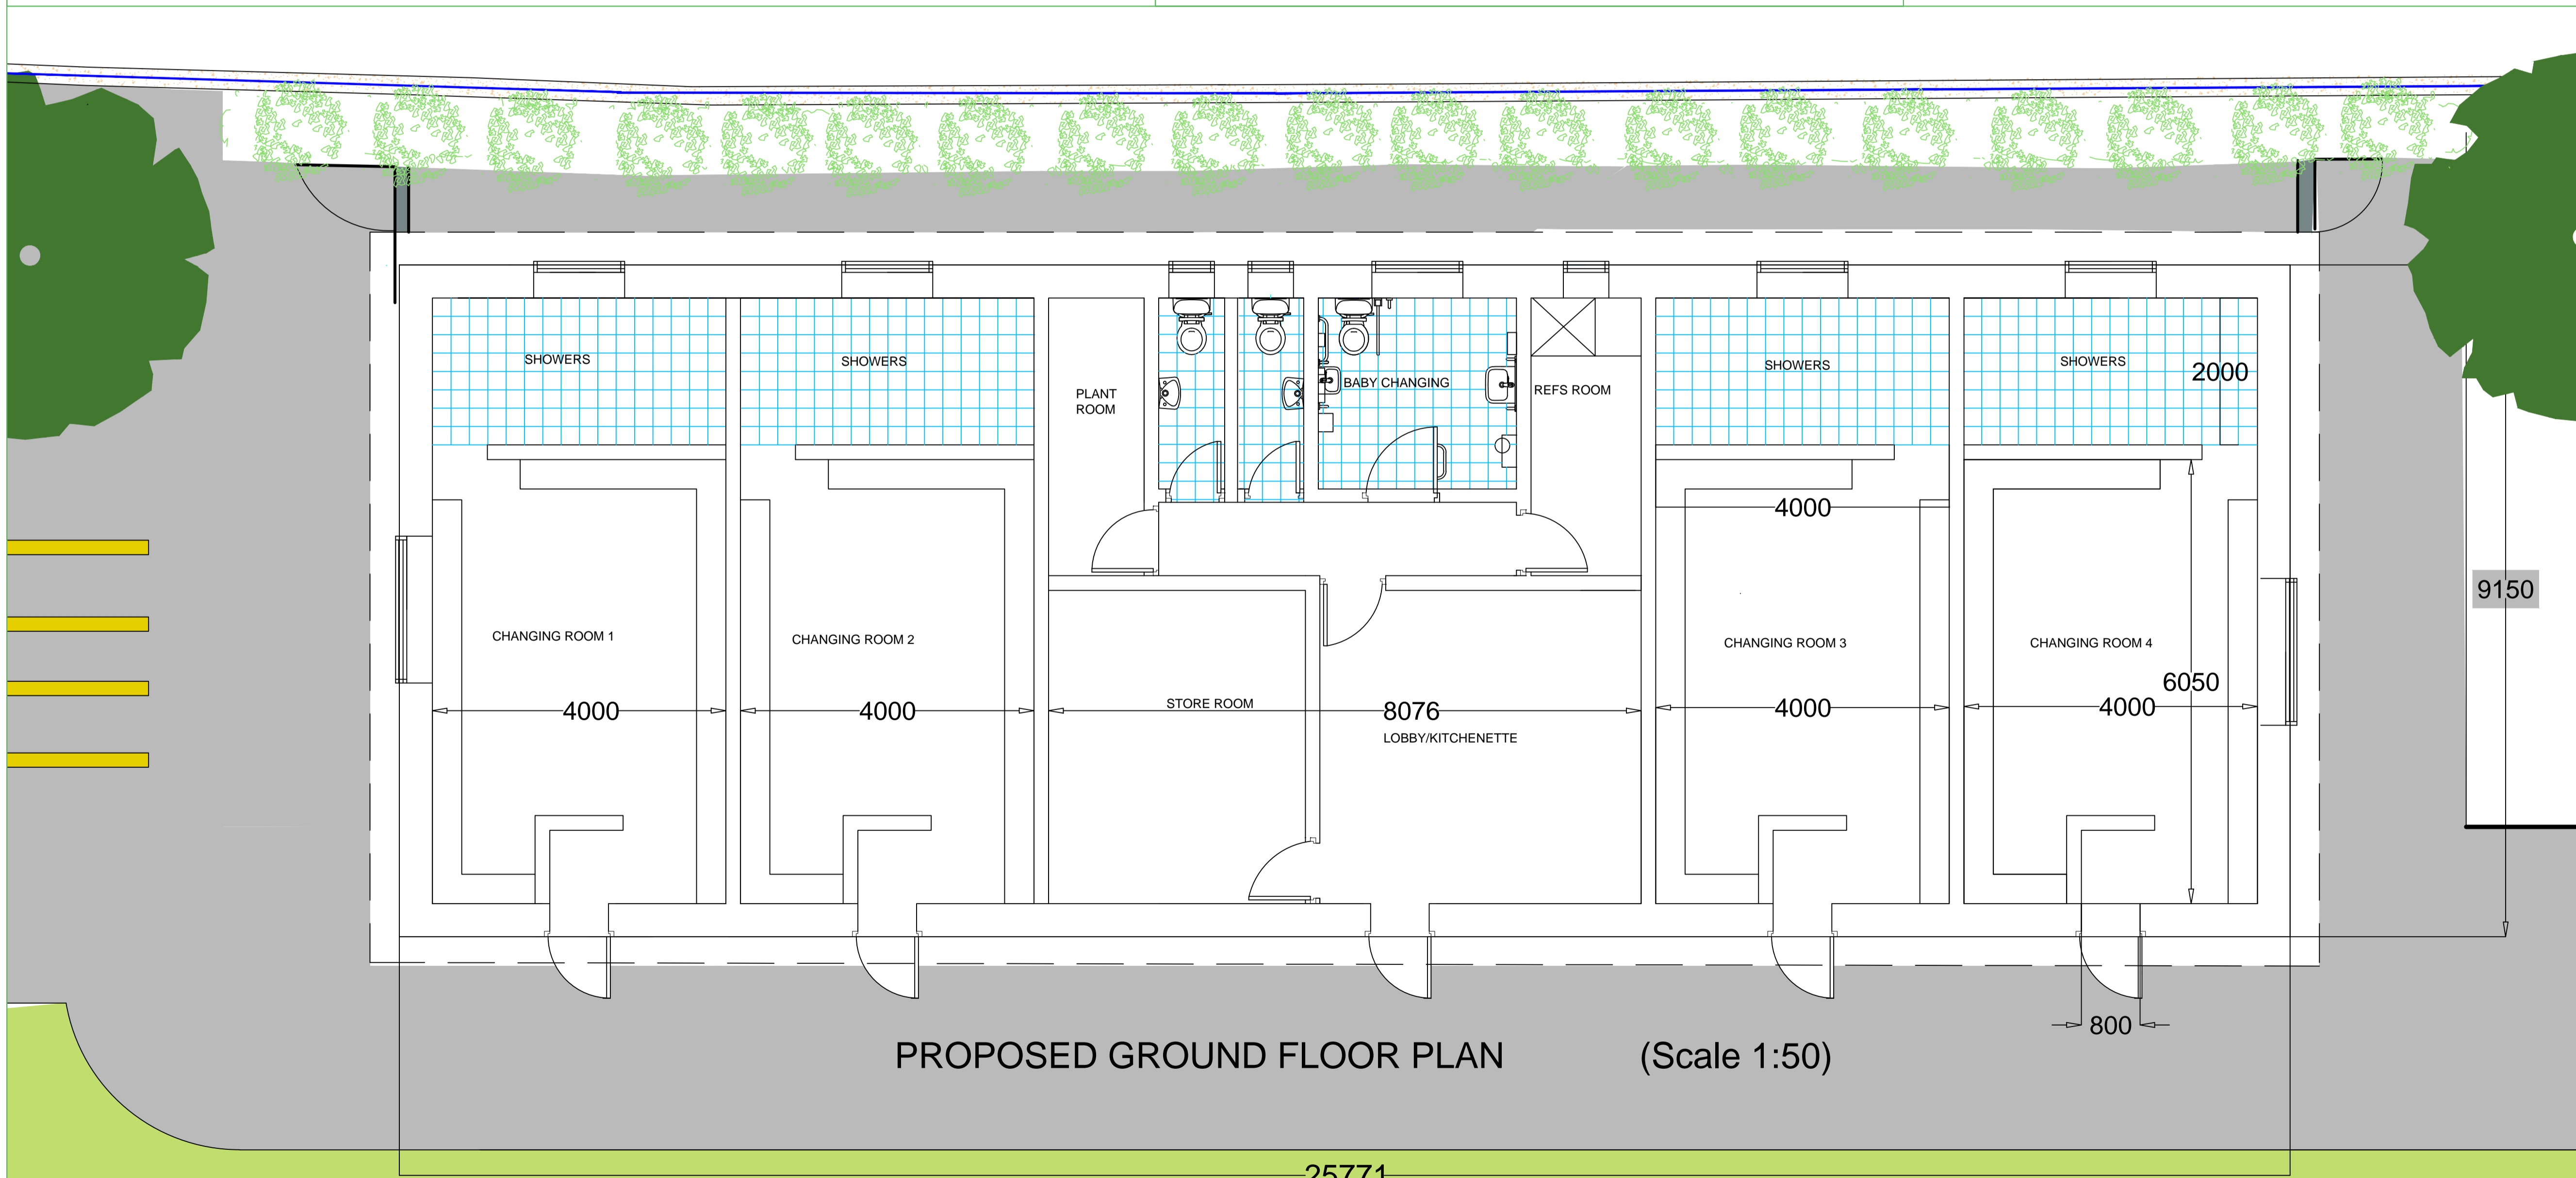 SHOWERS
SHOWERS
SHOWERS
SHOWERS
2000
PLANT
ROOM
BABY CHANGING
REFS ROOM
4000
9150
CHANGING ROOM 1
CHANGING ROOM 2
CHANGING ROOM 3
CHANGING ROOM 4
6050
STORE ROOM
4000
4000
8076
4000
4000
LOBBY/KITCHENETTE
800
PROPOSED GROUND FLOOR PLAN (Scale 1:50)
25771